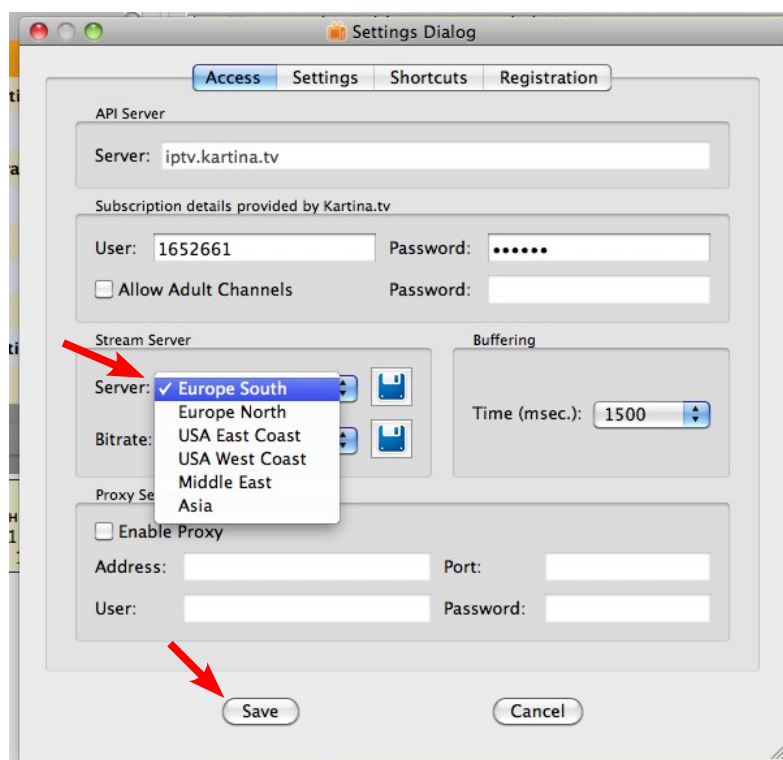 Settings Dialog
Access Settings Shortcuts Registration
API Server
Server: iptv.kartina.tv
Subscription details provided by Kartina.tv
User: 1652661 Password: ••••••
Allow Adult Channels Password:
Stream Server Buffering
Server: ✓ Europe South
Europe North
Time (msec.): 1500
USA East Coast
Bitrate:
USA West Coast
Middle East
Asia
Proxy Se
Enable Proxy
Address: Port:
User: Password:
Save Cancel